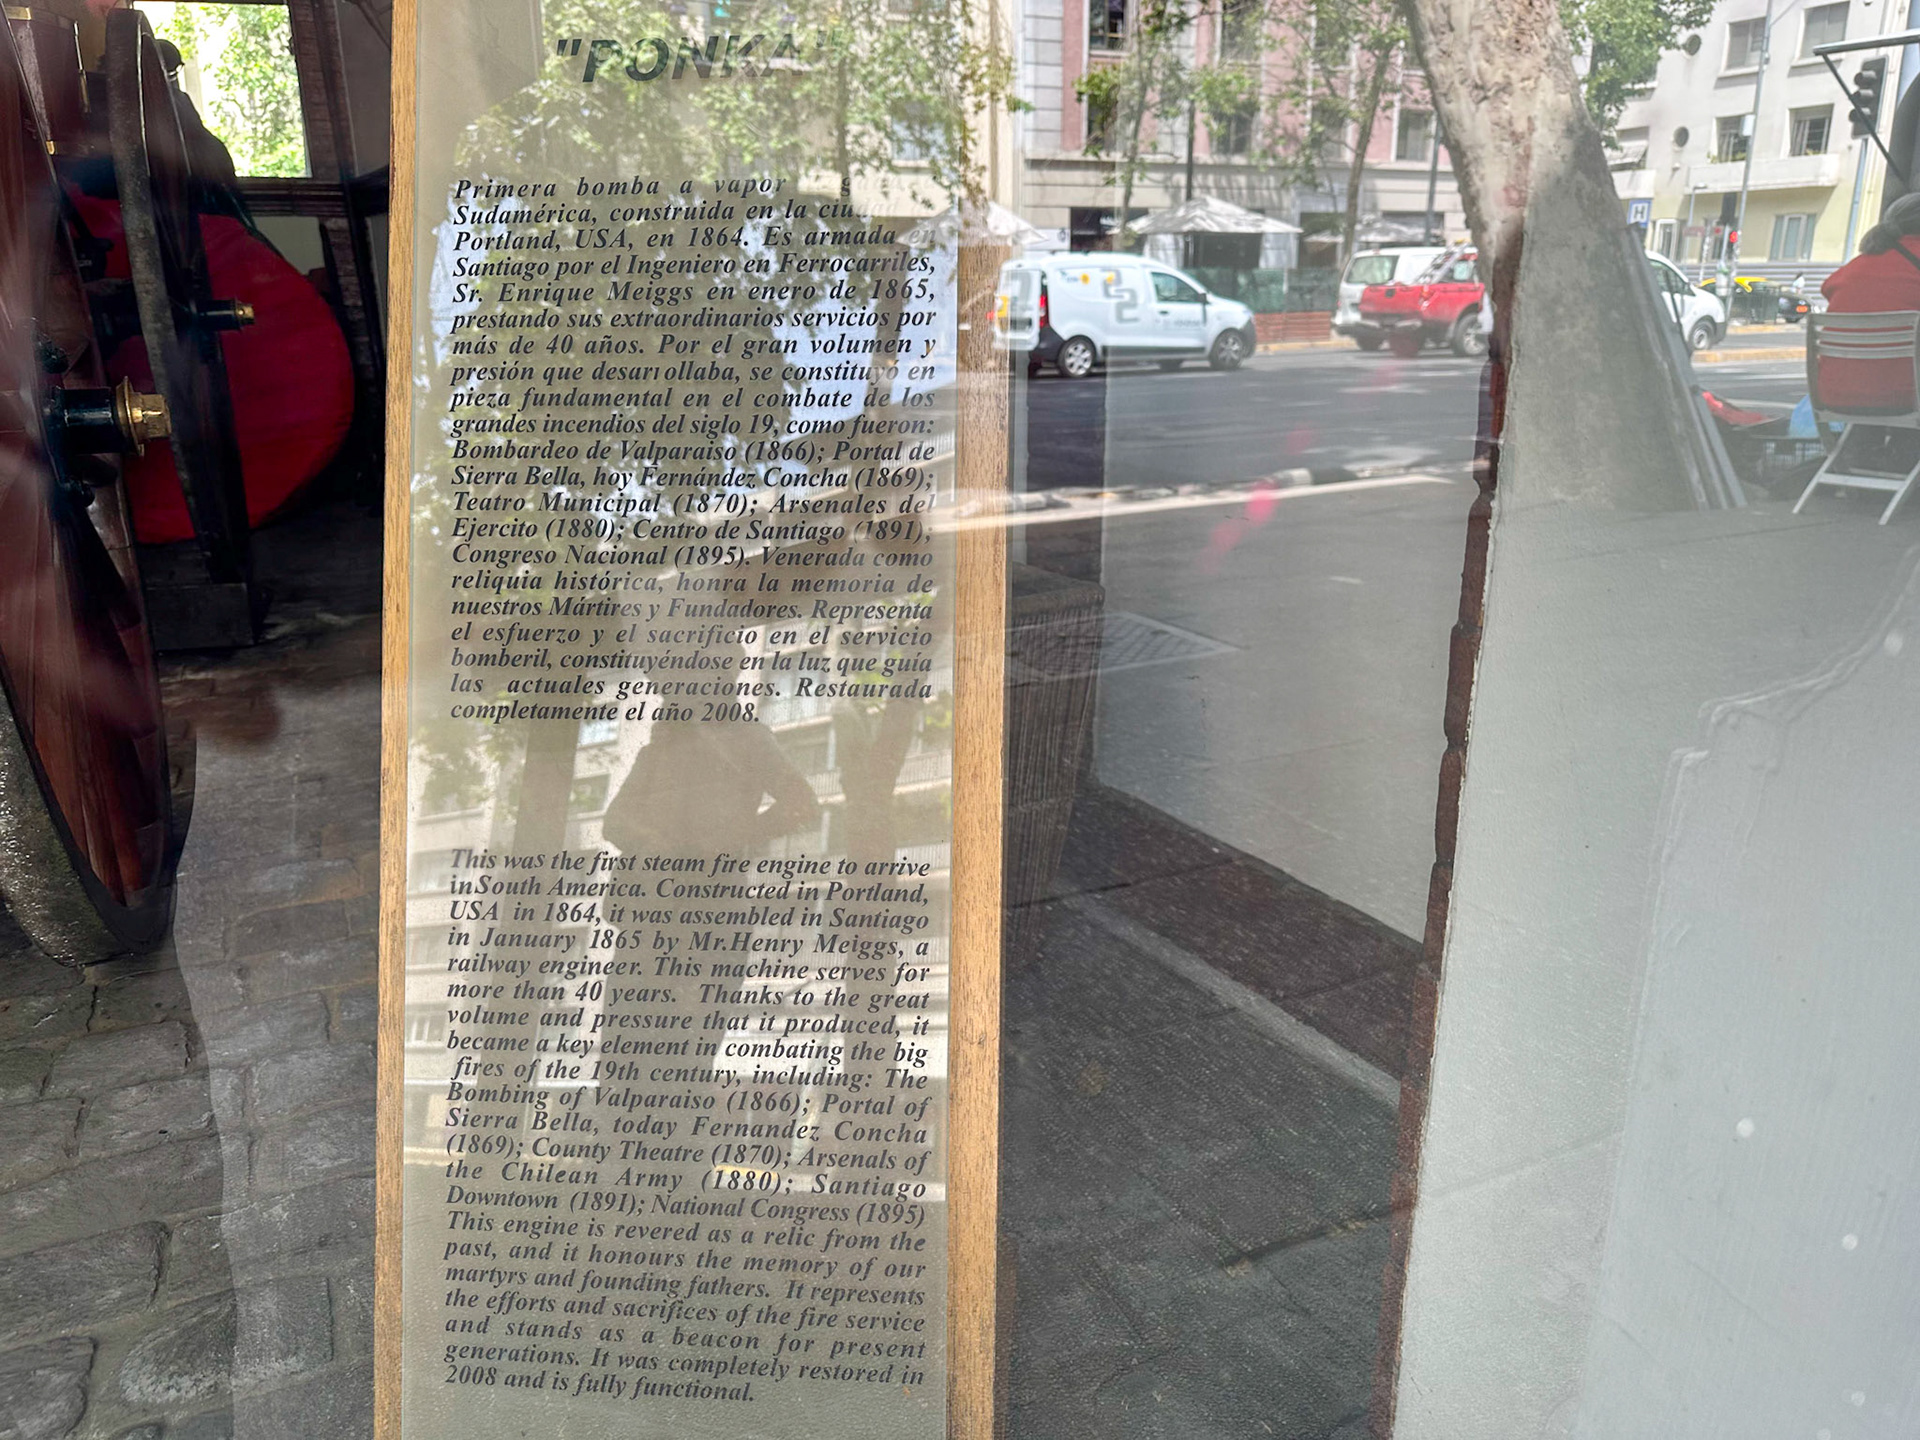 "PONKA"
Primera bomba a vapor
Sudamérica, construida en la
Portland, USA, en 1864. Es armada en
Santiago por el Ingeniero en Ferrocarriles,
Sr. Enrique Meiggs en enero de 1865,
prestando sus extraordinarios servicios por
más de 40 años. Por el gran volumen y
presión que desarrollaba, se constituyó en
pieza fundamental en el combate de los
grandes incendios del siglo 19, como fueron:
Bombardeo de Valparaiso (1866); Portal de
Sierra Bella, hoy Fernández Concha (1869);
Teatro Municipal (1870); Arsenales del
Ejercito (1880); Centro de Santiago (1891);
Congreso Nacional (1895). Venerada como
reliquia histórica, honra la memoria de
nuestros Mártires y Fundadores. Representa
el esfuerzo y el sacrificio en el servicio
bomberil, constituyéndose en la luz que guía
las actuales generaciones. Restaurada
completamente el año 2008.
This was the first steam fire engine to arrive
inSouth America. Constructed in Portland,
USA in 1864, it was assembled in Santiago
in January 1865 by Mr.Henry Meiggs, a
railway engineer. This machine serves for
more than 40 years. Thanks to the great
volume and pressure that it produced, it
became a key element in combating the big
fires of the 19th century, including: The
Bombing of Valparaiso (1866); Portal of
Sierra Bella, today Fernandez Concha
(1869); County Theatre (1870); Arsenals of
the Chilean Army (1880); Santiago
Downtown (1891); National Congress (1895)
This engine is revered as a relic from the
past, and it honours the memory of our
martyrs and founding fathers. It represents
the efforts and sacrifices of the fire service
and stands as a beacon for present
generations. It was completely restored in
2008 and is fully functional.
H